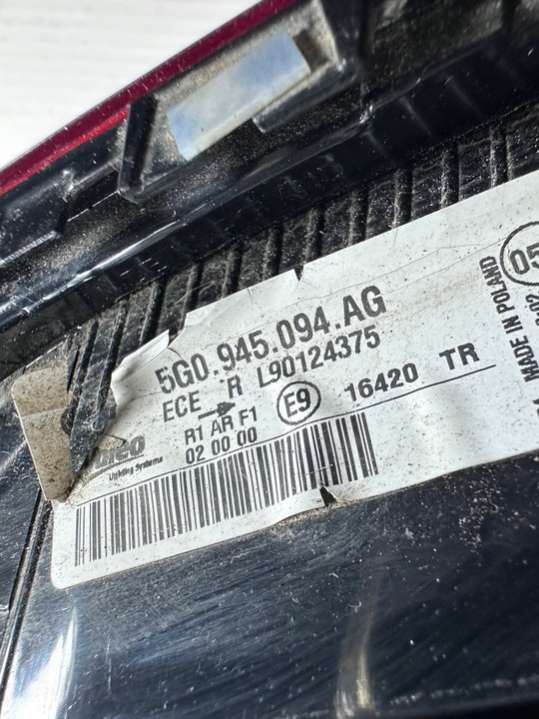 5G0.945.094.AG
ECE R L90124375
R1 AR F1
02 00 00
E9
16420 TR
Lighting Systems
MADE IN POLAND
05